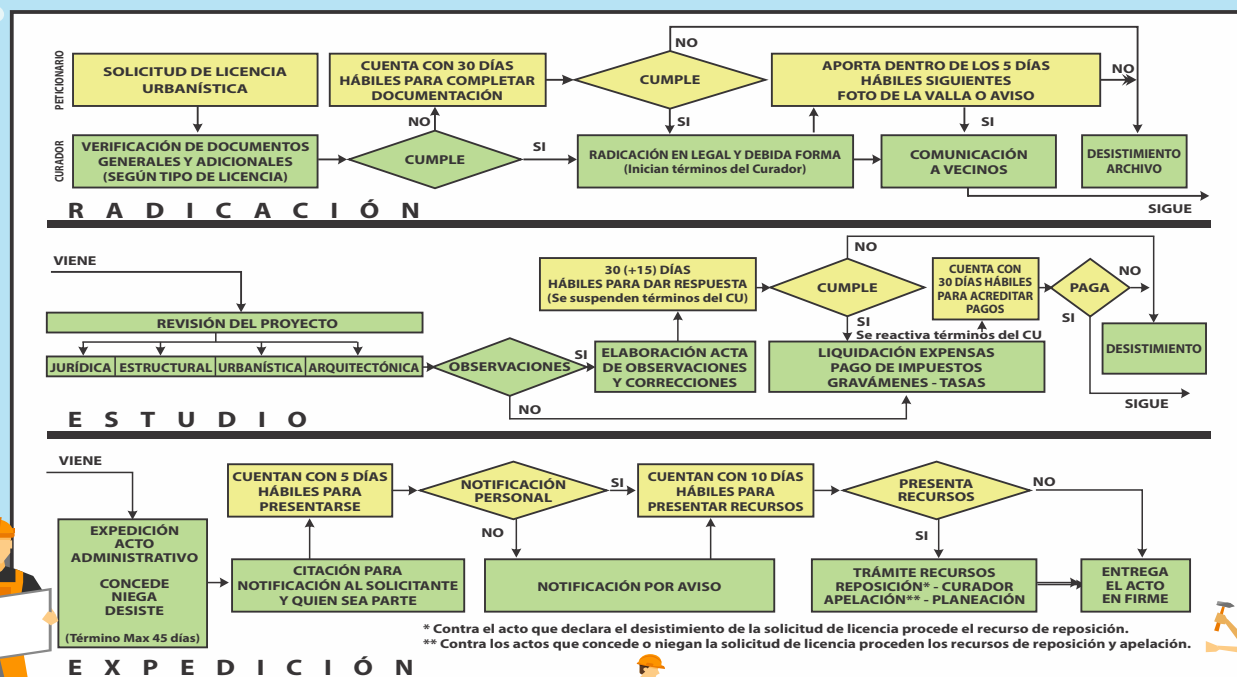 PETICIONARIO
SOLICITUD DE LICENCIA
URBANÍSTICA
CUENTA CON 30 DÍAS
HÁBILES PARA COMPLETAR
DOCUMENTACIÓN
CUMPLE
NO
APORTA DENTRO DE LOS 5 DÍAS
HÁBILES SIGUIENTES
FOTO DE LA VALLA O AVISO
NO
NO
SI
SI
CURADOR
VERIFICACIÓN DE DOCUMENTOS
GENERALES Y ADICIONALES
(SEGÚN TIPO DE LICENCIA)
CUMPLE
SI
RADICACIÓN EN LEGAL Y DEBIDA FORMA
(Inician términos del Curador)
COMUNICACIÓN
A VECINOS
DESISTIMIENTO
ARCHIVO
SIGUE
RADICACIÓN
VIENE
REVISIÓN DEL PROYECTO
JURÍDICA
ESTRUCTURAL
URBANÍSTICA
ARQUITECTÓNICA
OBSERVACIONES
SI
NO
30 (+15) DÍAS
HÁBILES PARA DAR RESPUESTA
(Se suspenden términos del CU)
ELABORACIÓN ACTA
DE OBSERVACIONES
Y CORRECCIONES
CUMPLE
NO
SI
Se reactiva términos del CU
LIQUIDACIÓN EXPENSAS
PAGO DE IMPUESTOS
GRAVÁMENES - TASAS
CUENTA CON
30 DÍAS HÁBILES
PARA ACREDITAR
PAGOS
PAGA
NO
SI
DESISTIMIENTO
SIGUE
ESTUDIO
VIENE
EXPEDICIÓN
ACTO
ADMINISTRATIVO
CONCEDE
NIEGA
DESISTE
(Término Max 45 días)
CUENTAN CON 5 DÍAS
HÁBILES PARA
PRESENTARSE
CITACIÓN PARA
NOTIFICACIÓN AL SOLICITANTE
Y QUIEN SEA PARTE
NOTIFICACIÓN
PERSONAL
SI
NO
NOTIFICACIÓN POR AVISO
CUENTAN CON 10 DÍAS
HÁBILES PARA
PRESENTAR RECURSOS
PRESENTA
RECURSOS
NO
SI
TRÁMITE RECURSOS
REPOSICIÓN* - CURADOR
APELACIÓN** - PLANEACIÓN
ENTREGA
EL ACTO
EN FIRME
* Contra el acto que declara el desistimiento de la solicitud de licencia procede el recurso de reposición.
** Contra los actos que concede o niegan la solicitud de licencia proceden los recursos de reposición y apelación.
EXPEDICIÓN